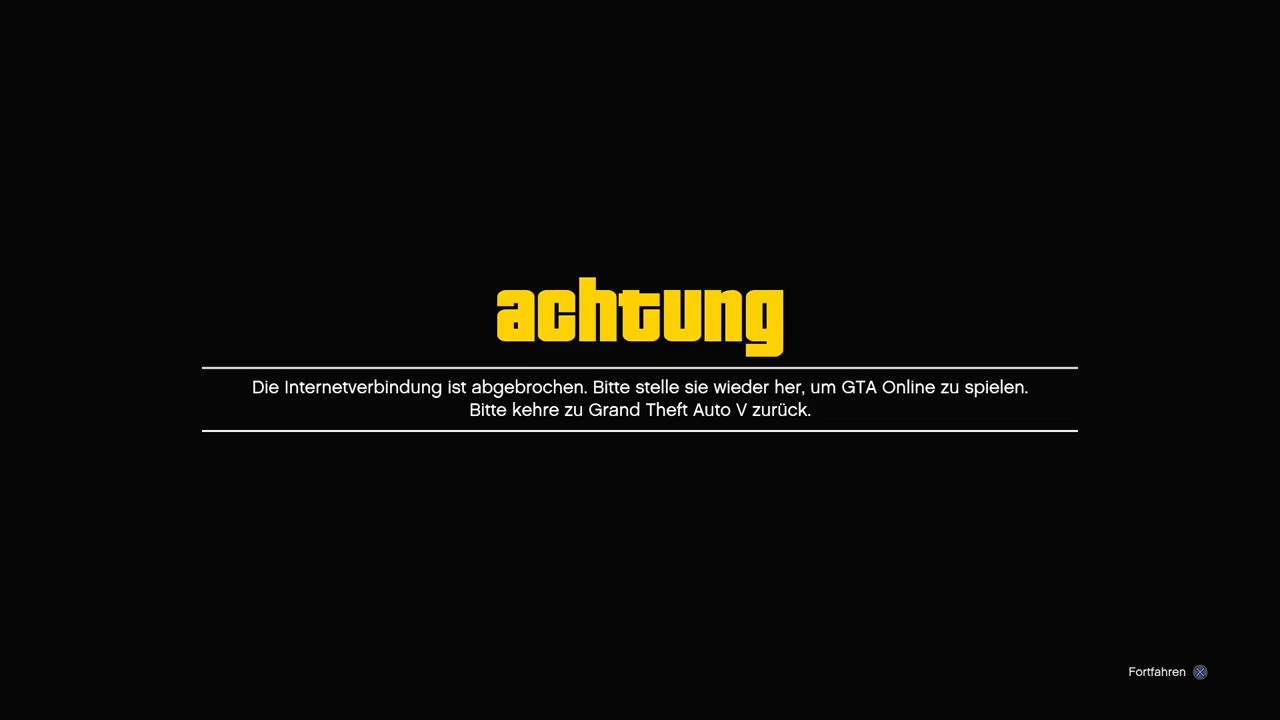 achtung
Die Internetverbindung ist abgebrochen. Bitte stelle sie wieder her, um GTA Online zu spielen.
Bitte kehre zu Grand Theft Auto V zurück.
Fortfahren